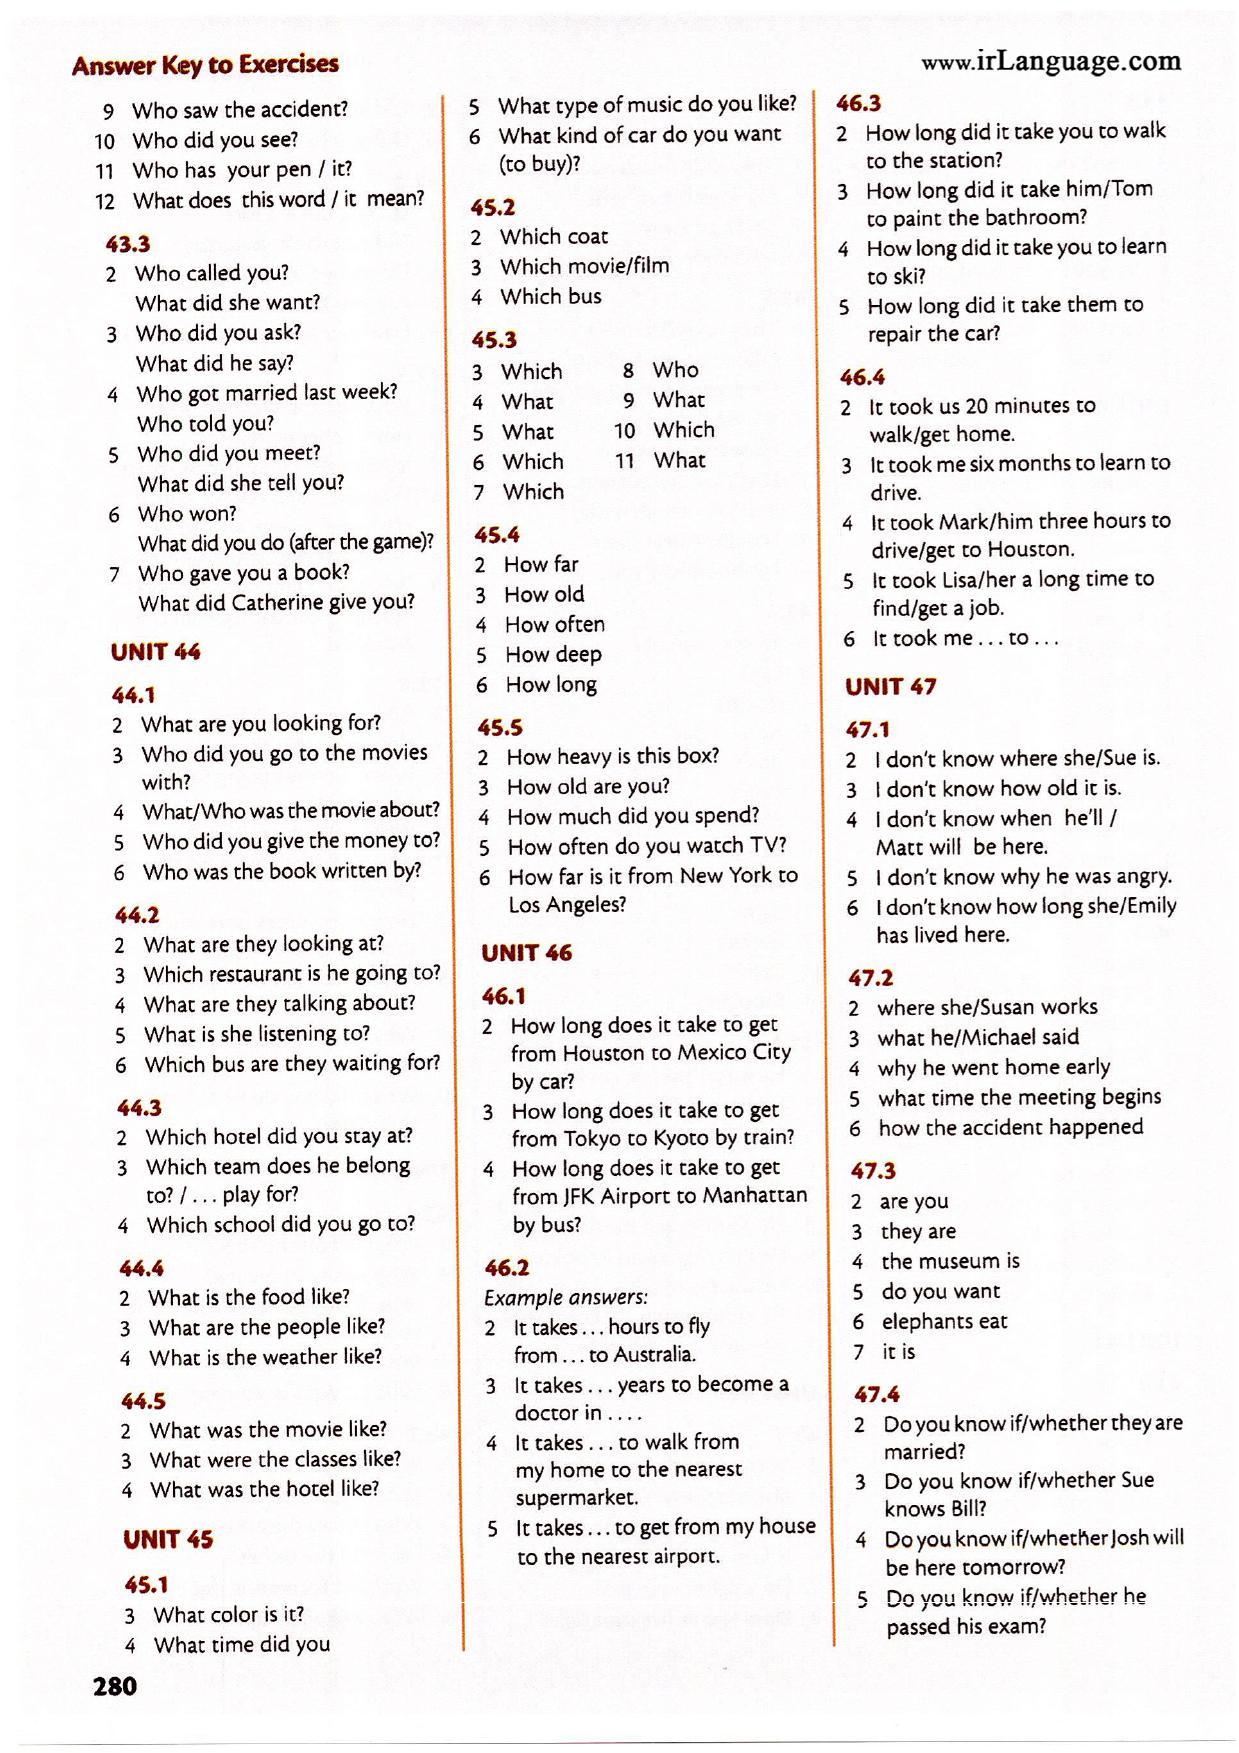 Answer Key to Exercises
www.irLanguage.com
9 Who saw the accident?
10 Who did you see?
11 Who has your pen / it?
12 What does this word / it mean?
43.3
2 Who called you?
What did she want?
3 Who did you ask?
What did he say?
4 Who got married last week?
Who told you?
5 Who did you meet?
What did she tell you?
6 Who won?
What did you do (after the game)?
7 Who gave you a book?
What did Catherine give you?
UNIT 44
44.1
2 What are you looking for?
3 Who did you go to the movies
with?
4 What/Who was the movie about?
5 Who did you give the money to?
6 Who was the book written by?
44.2
2 What are they looking at?
3 Which restaurant is he going to?
4 What are they talking about?
5 What is she listening to?
6 Which bus are they waiting for?
44.3
2 Which hotel did you stay at?
3 Which team does he belong
to? / . . . play for?
4 Which school did you go to?
44.4
2 What is the food like?
3 What are the people like?
4 What is the weather like?
44.5
2 What was the movie like?
3 What were the classes like?
4 What was the hotel like?
UNIT 45
45.1
3 What color is it?
4 What time did you
5 What type of music do you like?
6 What kind of car do you want
(to buy)?
45.2
2 Which coat
3 Which movie/film
4 Which bus
45.3
3 Which 8 Who
4 What 9 What
5 What 10 Which
6 Which 11 What
7 Which
45.4
2 How far
3 How old
4 How often
5 How deep
6 How long
45.5
2 How heavy is this box?
3 How old are you?
4 How much did you spend?
5 How often do you watch TV?
6 How far is it from New York to
Los Angeles?
UNIT 46
46.1
2 How long does it take to get
from Houston to Mexico City
by car?
3 How long does it take to get
from Tokyo to Kyoto by train?
4 How long does it take to get
from JFK Airport to Manhattan
by bus?
46.2
Example answers:
2 It takes . . . hours to fly
from . . . to Australia.
3 It takes . . . years to become a
doctor in . . . .
4 It takes . . . to walk from
my home to the nearest
supermarket.
5 It takes . . . to get from my house
to the nearest airport.
46.3
2 How long did it take you to walk
to the station?
3 How long did it take him/Tom
to paint the bathroom?
4 How long did it take you to learn
to ski?
5 How long did it take them to
repair the car?
46.4
2 It took us 20 minutes to
walk/get home.
3 It took me six months to learn to
drive.
4 It took Mark/him three hours to
drive/get to Houston.
5 It took Lisa/her a long time to
find/get a job.
6 It took me . . . to . . .
UNIT 47
47.1
2 I don't know where she/Sue is.
3 I don't know how old it is.
4 I don't know when he'll /
Matt will be here.
5 I don't know why he was angry.
6 I don't know how long she/Emily
has lived here.
47.2
2 where she/Susan works
3 what he/Michael said
4 why he went home early
5 what time the meeting begins
6 how the accident happened
47.3
2 are you
3 they are
4 the museum is
5 do you want
6 elephants eat
7 it is
47.4
2 Do you know if/whether they are
married?
3 Do you know if/whether Sue
knows Bill?
4 Do you know if/whether Josh will
be here tomorrow?
5 Do you know if/whether he
passed his exam?
280